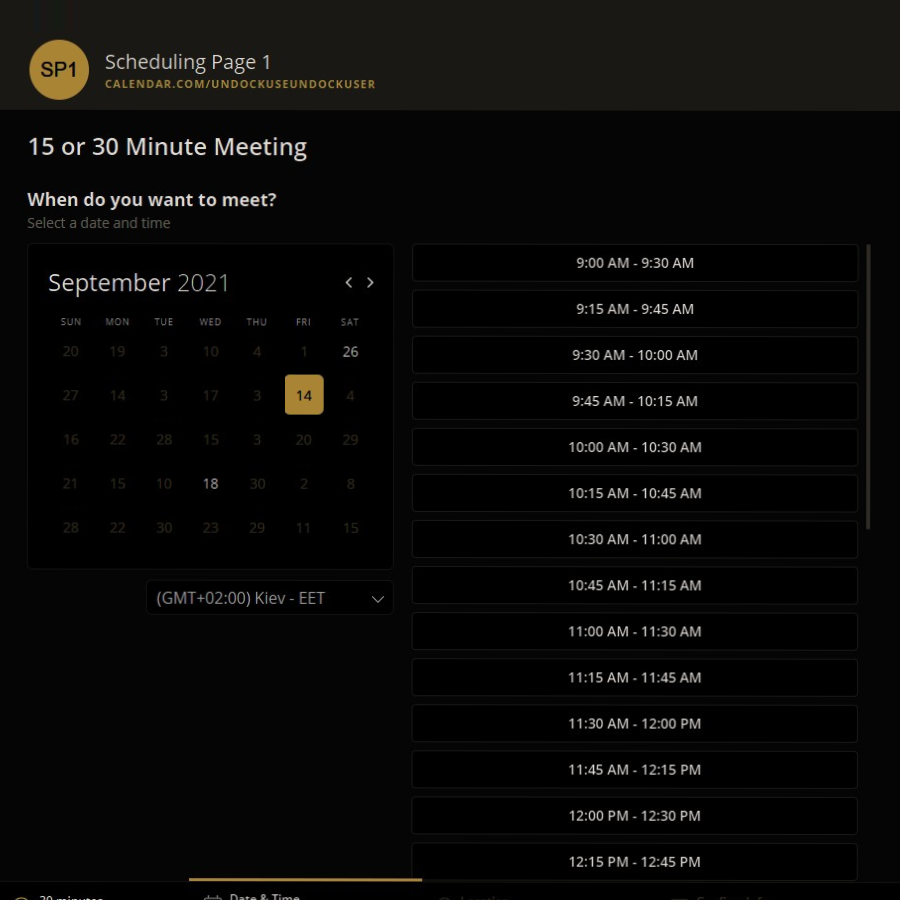 SP1
Scheduling Page 1
CALENDAR.COM/UNDOCKUSEUNDOCKUSER
15 or 30 Minute Meeting
When do you want to meet?
Select a date and time
September 2021
SUN MON TUE WED THU FRI SAT
20 19 3 10 4 1 26
27 14 3 17 3 14 4
16 22 28 15 3 20 29
21 15 10 18 30 2 8
28 22 30 23 29 11 15
(GMT+02:00) Kiev - EET
9:00 AM - 9:30 AM
9:15 AM - 9:45 AM
9:30 AM - 10:00 AM
9:45 AM - 10:15 AM
10:00 AM - 10:30 AM
10:15 AM - 10:45 AM
10:30 AM - 11:00 AM
10:45 AM - 11:15 AM
11:00 AM - 11:30 AM
11:15 AM - 11:45 AM
11:30 AM - 12:00 PM
11:45 AM - 12:15 PM
12:00 PM - 12:30 PM
12:15 PM - 12:45 PM
Date & Time